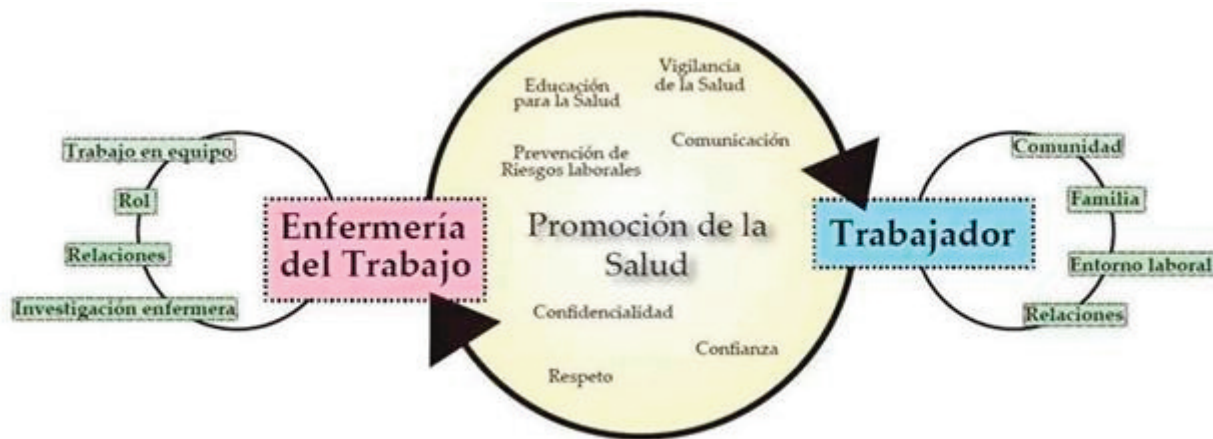 Trabajo en equipo
Rol
Relaciones
Investigación enfermera
Enfermería
del Trabajo
Educación
para la Salud
Vigilancia
de la Salud
Comunicación
Prevención de
Riesgos laborales
Promoción de la
Salud
Confidencialidad
Confianza
Respeto
Trabajador
Comunidad
Familia
Entorno laboral
Relaciones